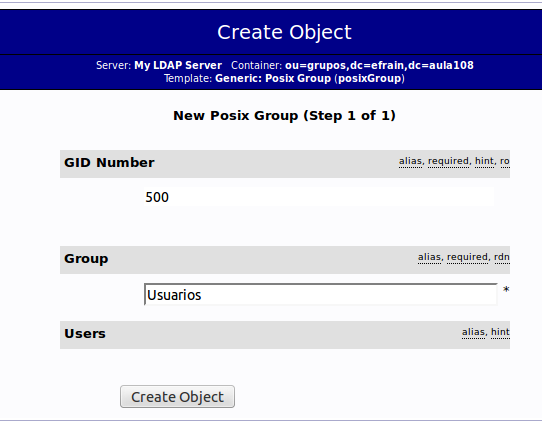 Create Object
Server: My LDAP Server Container: ou=grupos,dc=efrain,dc=aula108
Template: Generic: Posix Group (posixGroup)
New Posix Group (Step 1 of 1)
GID Number alias, required, hint, ro
500
Group alias, required, rdn
Usuarios *
Users alias, hint
Create Object